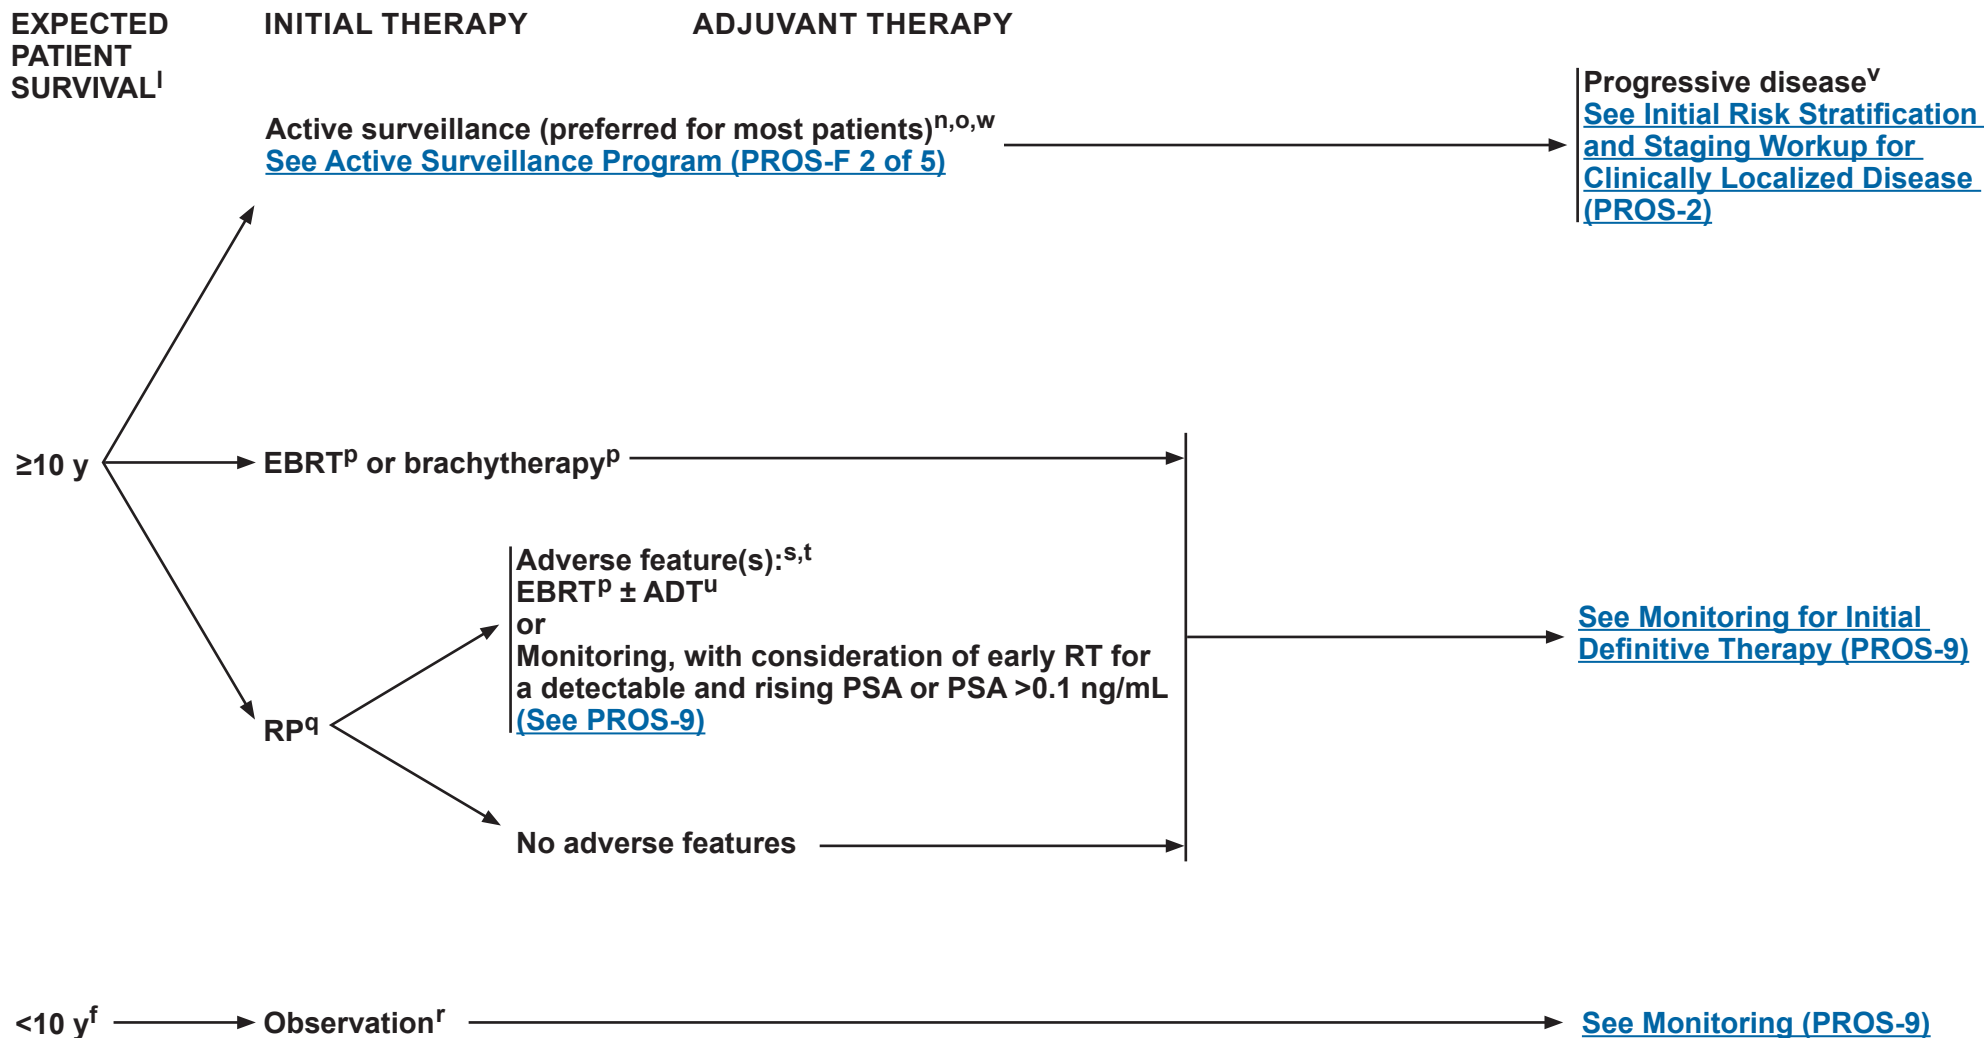 EXPECTED
PATIENT
SURVIVALˡ
INITIAL THERAPY
ADJUVANT THERAPY
Active surveillance (preferred for most patients)ⁿ,ᵒ,ʷ
See Active Surveillance Program (PROS-F 2 of 5)
Progressive diseaseᵛ
See Initial Risk Stratification
and Staging Workup for
Clinically Localized Disease
(PROS-2)
≥10 y
EBRTᵖ or brachytherapyᵖ
Adverse feature(s):ˢ,ᵗ
EBRTᵖ ± ADTᵘ
or
Monitoring, with consideration of early RT for
a detectable and rising PSA or PSA >0.1 ng/mL
(See PROS-9)
RP^q
No adverse features
See Monitoring for Initial
Definitive Therapy (PROS-9)
<10 yᶠ
Observationʳ
See Monitoring (PROS-9)